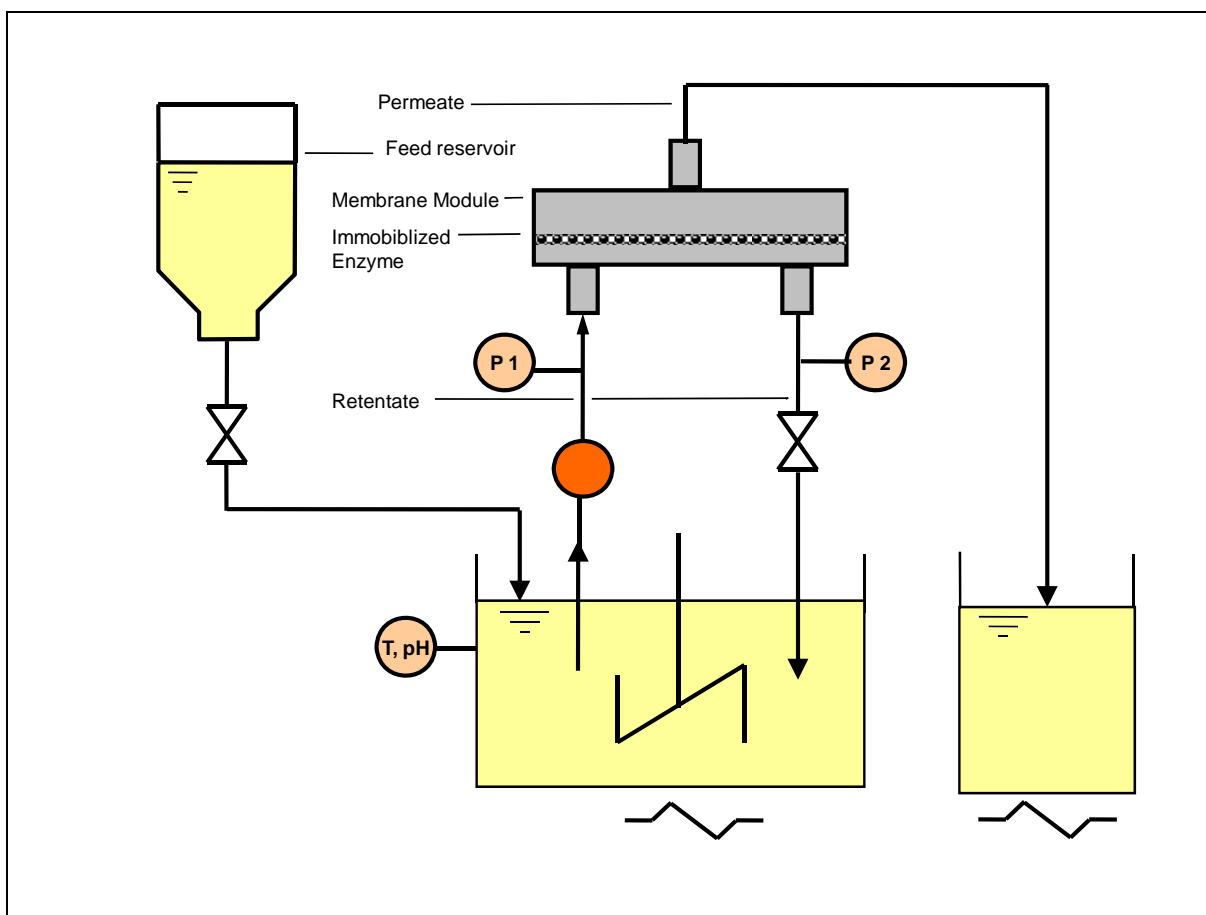 Permeate
Feed reservoir
Membrane Module
Immobiblized
Enzyme
P 1
P 2
Retentate
T, pH